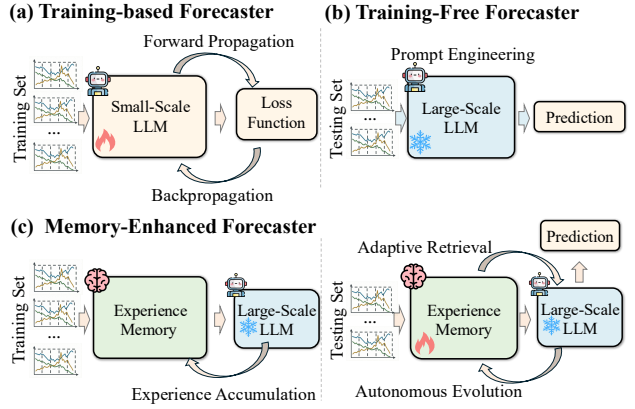 (a) Training-based Forecaster
Forward Propagation
Training Set
...
Small-Scale
LLM
Loss
Function
Backpropagation
(b) Training-Free Forecaster
Prompt Engineering
Testing Set
...
Large-Scale
LLM
Prediction
(c) Memory-Enhanced Forecaster
Training Set
...
Experience
Memory
Large-Scale
LLM
Experience Accumulation
Adaptive Retrieval
Prediction
Testing Set
...
Experience
Memory
Large-Scale
LLM
Autonomous Evolution